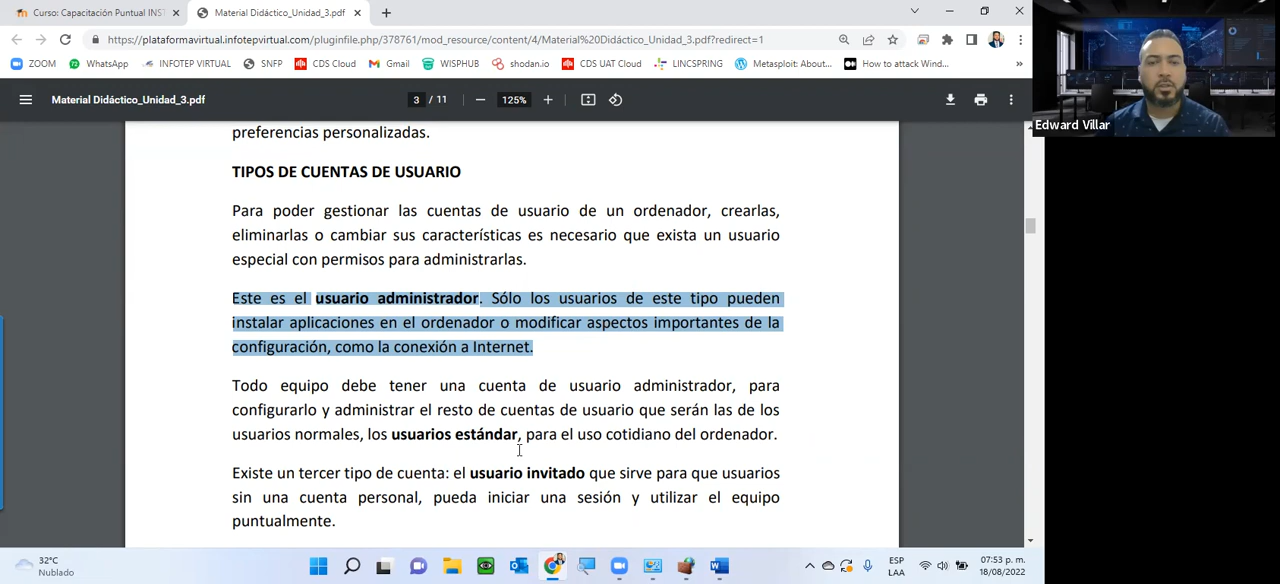 Curso: Capacitación Puntual INST
Material Didáctico_Unidad_3.pdf
https://plataformavirtual.infotepvirtual.com/pluginfile.php/378761/mod_resource/content/4/Material%20Didáctico_Unidad_3.pdf?redirect=1
ZOOM WhatsApp INFOTEP VIRTUAL SNFP CDS Cloud Gmail WISPHUB shodan.io CDS UAT Cloud LINCSPRING Metasploit: About... How to attack Wind... »
Material Didáctico_Unidad_3.pdf 3 / 11 125%
Edward Villar
preferencias personalizadas.
TIPOS DE CUENTAS DE USUARIO
Para poder gestionar las cuentas de usuario de un ordenador, crearlas,
eliminarlas o cambiar sus características es necesario que exista un usuario
especial con permisos para administrarlas.
Este es el usuario administrador. Sólo los usuarios de este tipo pueden
instalar aplicaciones en el ordenador o modificar aspectos importantes de la
configuración, como la conexión a Internet.
Todo equipo debe tener una cuenta de usuario administrador, para
configurarlo y administrar el resto de cuentas de usuario que serán las de los
usuarios normales, los usuarios estándar, para el uso cotidiano del ordenador.
Existe un tercer tipo de cuenta: el usuario invitado que sirve para que usuarios
sin una cuenta personal, pueda iniciar una sesión y utilizar el equipo
puntualmente.
32°C
Nublado
ESP
LAA
07:53 p. m.
18/08/2022